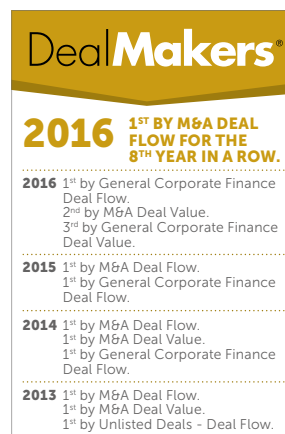 DealMakers®
2016 1ST BY M&A DEAL
FLOW FOR THE
8TH YEAR IN A ROW.
2016 1st by General Corporate Finance
Deal Flow.
2nd by M&A Deal Value.
3rd by General Corporate Finance
Deal Value.
2015 1st by M&A Deal Flow.
1st by General Corporate Finance
Deal Flow.
2014 1st by M&A Deal Flow.
1st by M&A Deal Value.
1st by General Corporate Finance
Deal Flow.
2013 1st by M&A Deal Flow.
1st by M&A Deal Value.
1st by Unlisted Deals - Deal Flow.